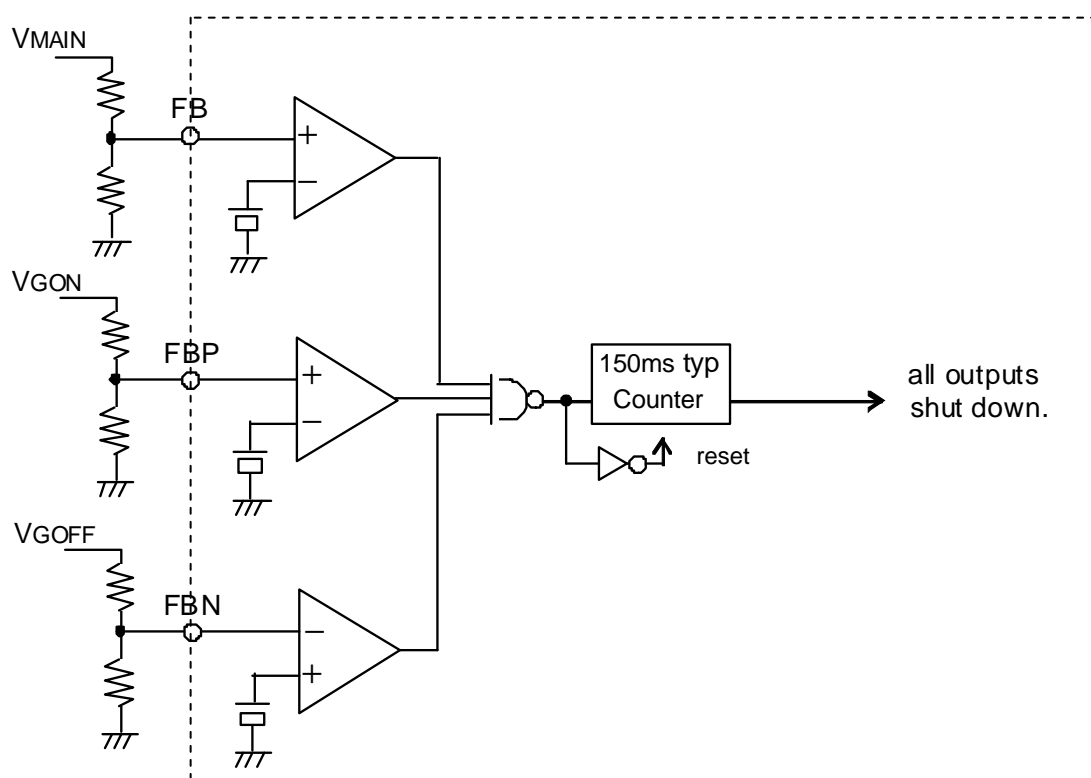 VMAIN
FB
+
−
VGON
FBP
+
−
150ms typ
Counter
all outputs
shut down.
reset
VGOFF
FBN
−
+